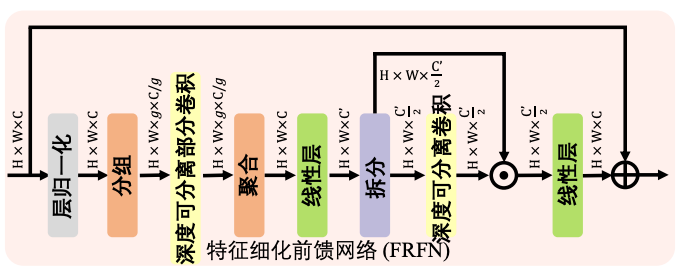 H×W×C
层归一化
H×W×C
分组
H×W×g×C/g
深度可分离部分卷积
H×W×g×C/g
聚合
H×W×C
线性层
H×W×C'
拆分
H×W×C'/2
H×W×C'/2
深度可分离卷积
H×W×C'/2
H×W×C'/2
线性层
H×W×C
特征细化前馈网络 (FRFN)